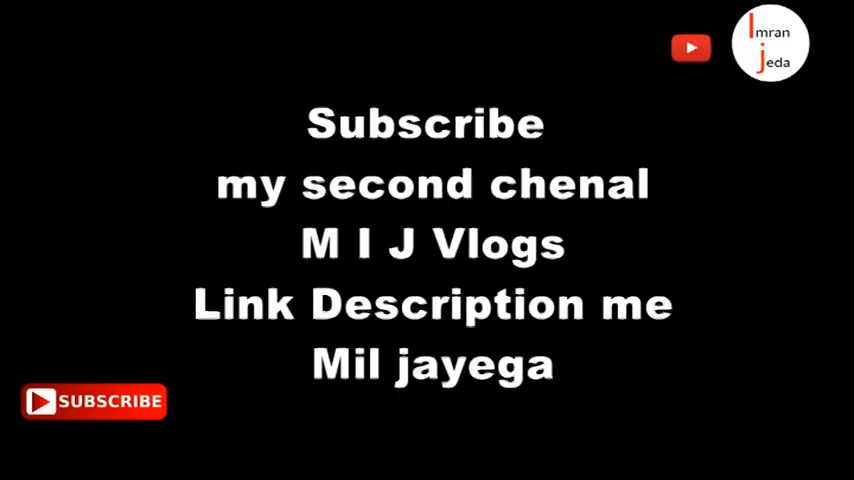 Imran
jeda
Subscribe
my second chenal
M I J Vlogs
Link Description me
Mil jayega
SUBSCRIBE